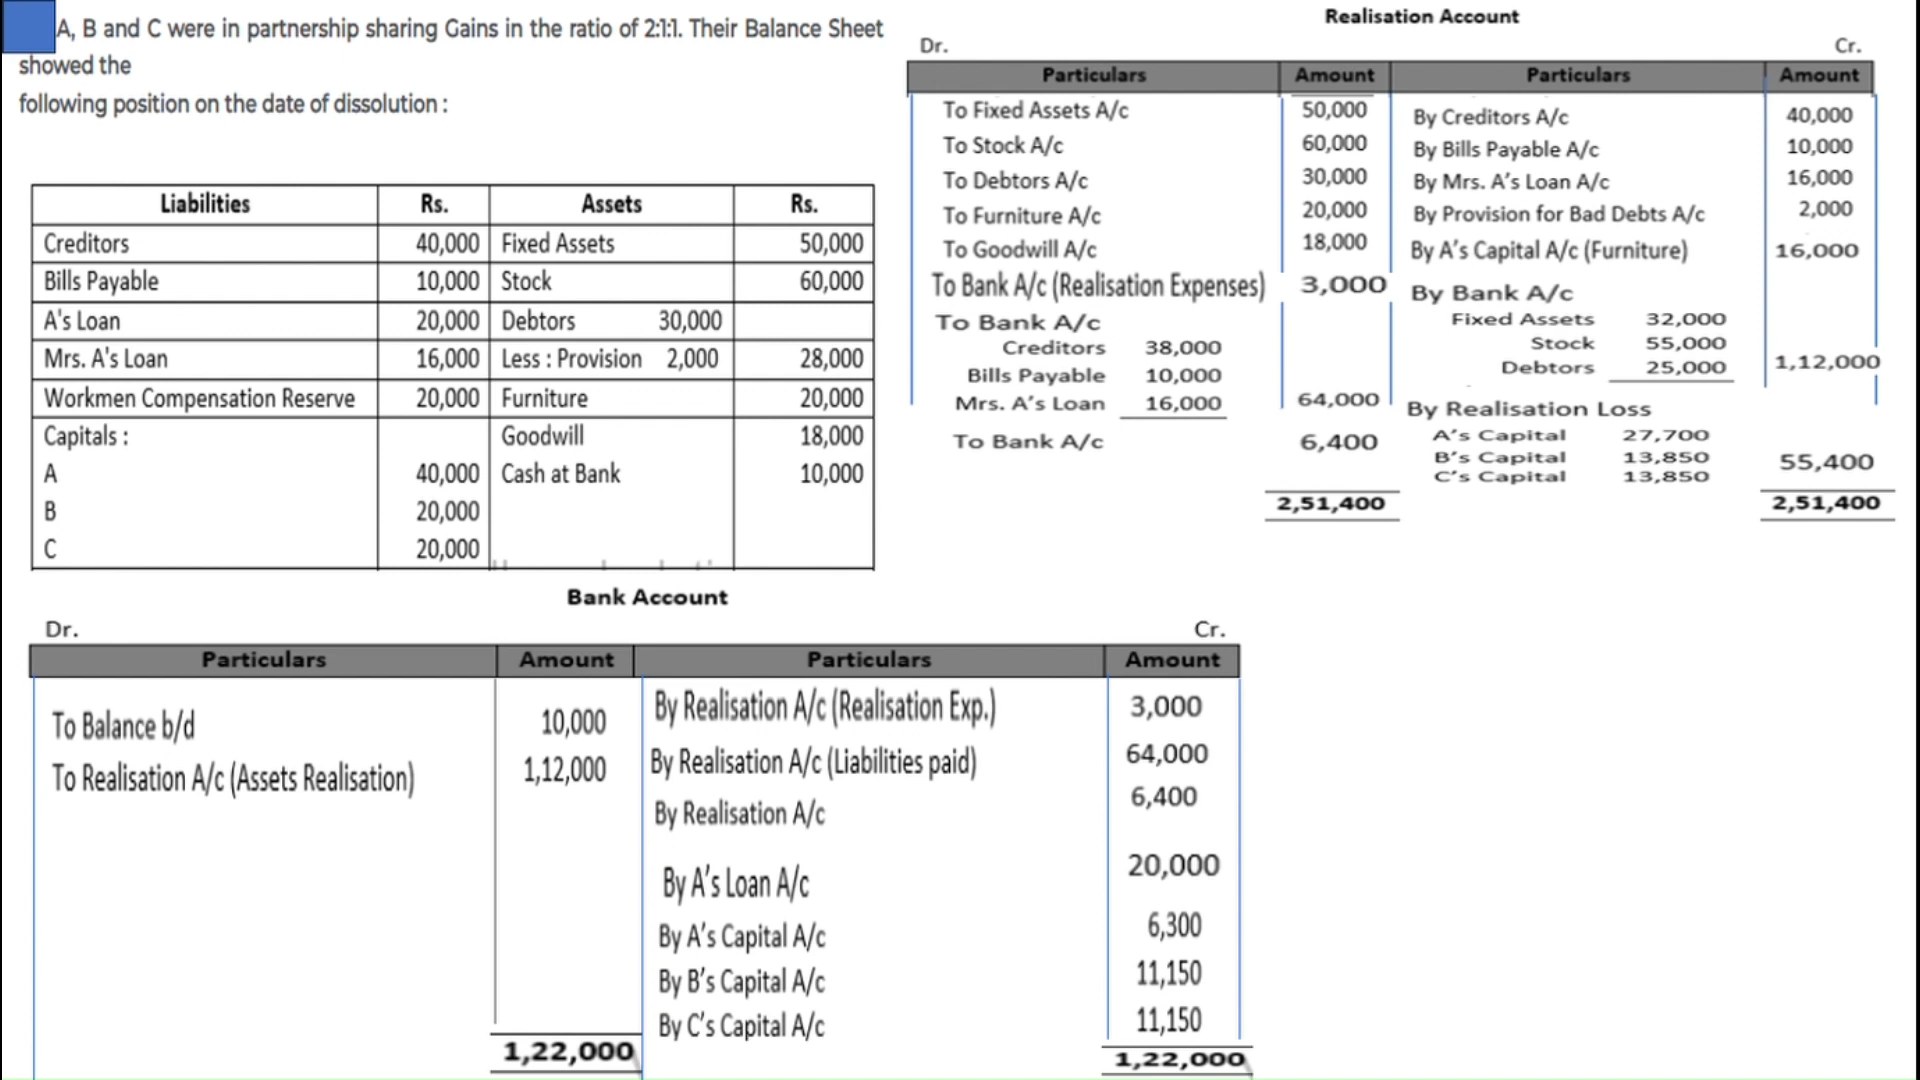 A, B and C were in partnership sharing Gains in the ratio of 2:1:1. Their Balance Sheet
showed the
following position on the date of dissolution :
Liabilities Rs. Assets Rs.
Creditors 40,000 Fixed Assets 50,000
Bills Payable 10,000 Stock 60,000
A's Loan 20,000 Debtors 30,000
Mrs. A's Loan 16,000 Less : Provision 2,000 28,000
Workmen Compensation Reserve 20,000 Furniture 20,000
Capitals : Goodwill 18,000
A 40,000 Cash at Bank 10,000
B 20,000
C 20,000
Realisation Account
Dr. Cr.
Particulars Amount Particulars Amount
To Fixed Assets A/c 50,000 By Creditors A/c 40,000
To Stock A/c 60,000 By Bills Payable A/c 10,000
To Debtors A/c 30,000 By Mrs. A's Loan A/c 16,000
To Furniture A/c 20,000 By Provision for Bad Debts A/c 2,000
To Goodwill A/c 18,000 By A's Capital A/c (Furniture) 16,000
To Bank A/c (Realisation Expenses) 3,000 By Bank A/c
To Bank A/c Fixed Assets 32,000
Creditors 38,000 Stock 55,000
Bills Payable 10,000 Debtors 25,000 1,12,000
Mrs. A's Loan 16,000 64,000 By Realisation Loss
To Bank A/c 6,400 A's Capital 27,700
B's Capital 13,850 55,400
C's Capital 13,850
2,51,400 2,51,400
Bank Account
Dr. Cr.
Particulars Amount Particulars Amount
To Balance b/d 10,000 By Realisation A/c (Realisation Exp.) 3,000
To Realisation A/c (Assets Realisation) 1,12,000 By Realisation A/c (Liabilities paid) 64,000
By Realisation A/c 6,400
By A's Loan A/c 20,000
By A's Capital A/c 6,300
By B's Capital A/c 11,150
By C's Capital A/c 11,150
1,22,000 1,22,000